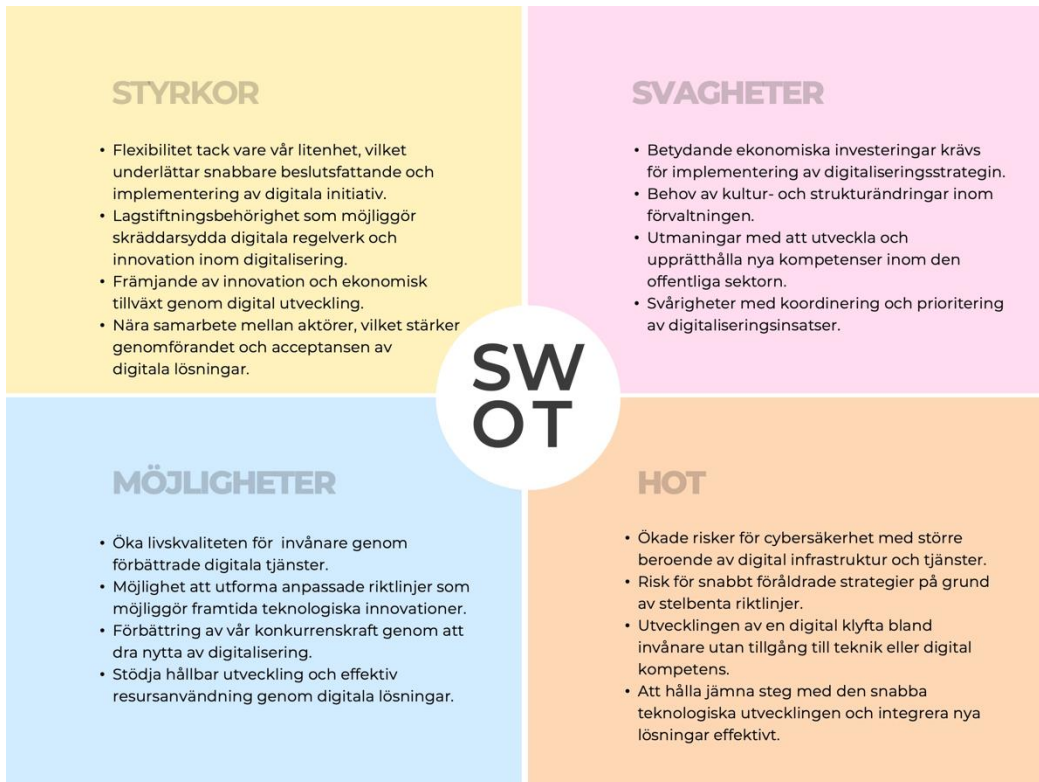 STYRKOR
• Flexibilitet tack vare vår litenhet, vilket
underlättar snabbare beslutsfattande och
implementering av digitala initiativ.
• Lagstiftningsbehörighet som möjliggör
skräddarsydda digitala regelverk och
innovation inom digitalisering.
• Främjande av innovation och ekonomisk
tillväxt genom digital utveckling.
• Nära samarbete mellan aktörer, vilket stärker
genomförandet och acceptansen av
digitala lösningar.
SVAGHETER
• Betydande ekonomiska investeringar krävs
för implementering av digitaliseringsstrategin.
• Behov av kultur- och strukturändringar inom
förvaltningen.
• Utmaningar med att utveckla och
upprätthålla nya kompetenser inom den
offentliga sektorn.
• Svårigheter med koordinering och prioritering
av digitaliseringsinsatser.
SW
OT
MÖJLIGHETER
• Öka livskvaliteten för invånare genom
förbättrade digitala tjänster.
• Möjlighet att utforma anpassade riktlinjer som
möjliggör framtida teknologiska innovationer.
• Förbättring av vår konkurrenskraft genom att
dra nytta av digitalisering.
• Stödja hållbar utveckling och effektiv
resursanvändning genom digitala lösningar.
HOT
• Ökade risker för cybersäkerhet med större
beroende av digital infrastruktur och tjänster.
• Risk för snabbt föråldrade strategier på grund
av stelbenta riktlinjer.
• Utvecklingen av en digital klyfta bland
invånare utan tillgång till teknik eller digital
kompetens.
• Att hålla jämna steg med den snabba
teknologiska utvecklingen och integrera nya
lösningar effektivt.